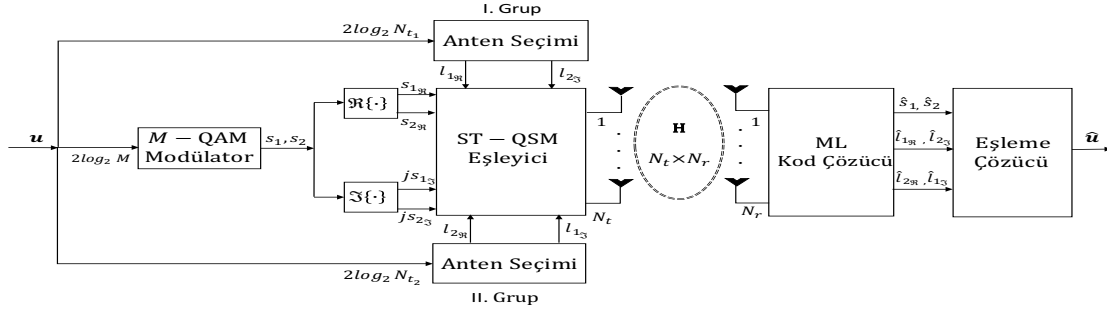 I. Grup
2log₂ N_{t₁}
Anten Seçimi
l_{1ℜ}
l_{2ℑ}
u
2log₂ M
M − QAM
Modülator
s₁, s₂
ℜ{·}
s_{1ℜ}
s_{2ℜ}
ℑ{·}
js_{1ℑ}
js_{2ℑ}
ST − QSM
Eşleyici
1
N_t
H
N_t×N_r
1
N_r
ML
Kod Çözücü
ŝ₁, ŝ₂
l̂_{1ℜ}, l̂_{2ℑ}
l̂_{2ℜ}, l̂_{1ℑ}
Eşleme
Çözücü
û
l_{2ℜ}
l_{1ℑ}
2log₂ N_{t₂}
Anten Seçimi
II. Grup